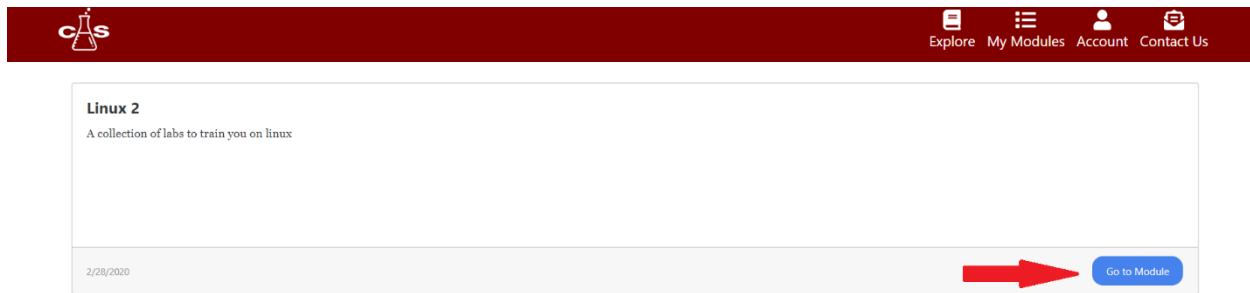 CS
Explore My Modules Account Contact Us
Linux 2
A collection of labs to train you on linux
2/28/2020
Go to Module